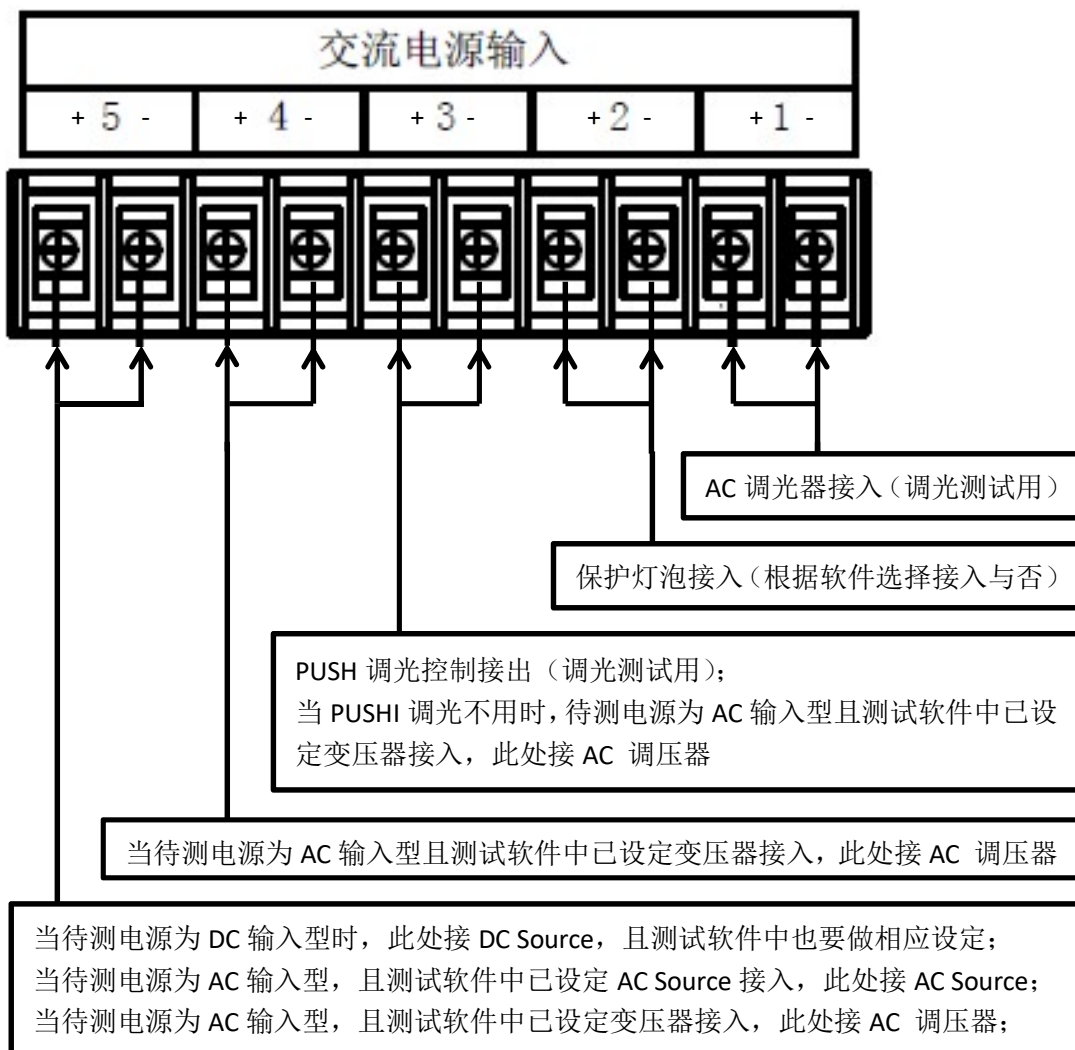 交流电源输入
+ 5 - + 4 - + 3 - + 2 - + 1 -
AC 调光器接入（调光测试用）
保护灯泡接入（根据软件选择接入与否）
PUSH 调光控制接出（调光测试用）；
当 PUSHI 调光不用时，待测电源为 AC 输入型且测试软件中已设
定变压器接入，此处接 AC 调压器
当待测电源为 AC 输入型且测试软件中已设定变压器接入，此处接 AC 调压器
当待测电源为 DC 输入型时，此处接 DC Source，且测试软件中也要做相应设定；
当待测电源为 AC 输入型，且测试软件中已设定 AC Source 接入，此处接 AC Source；
当待测电源为 AC 输入型，且测试软件中已设定变压器接入，此处接 AC 调压器；